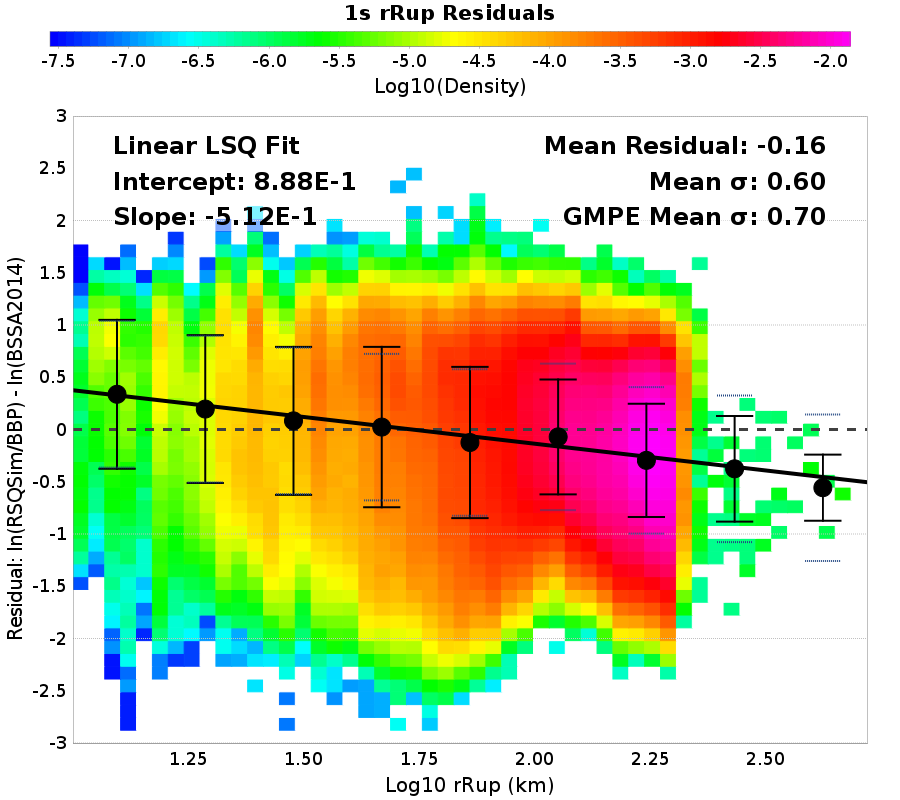 1s rRup Residuals
-7.5 -7.0 -6.5 -6.0 -5.5 -5.0 -4.5 -4.0 -3.5 -3.0 -2.5 -2.0
Log10(Density)
Linear LSQ Fit
Intercept: 8.88E-1
Slope: -5.12E-1
Mean Residual: -0.16
Mean σ: 0.60
GMPE Mean σ: 0.70
Residual: ln(RSQSim/BBP) - ln(BSSA2014)
3
2.5
2
1.5
1
0.5
0
-0.5
-1
-1.5
-2
-2.5
-3
1.25 1.50 1.75 2.00 2.25 2.50
Log10 rRup (km)